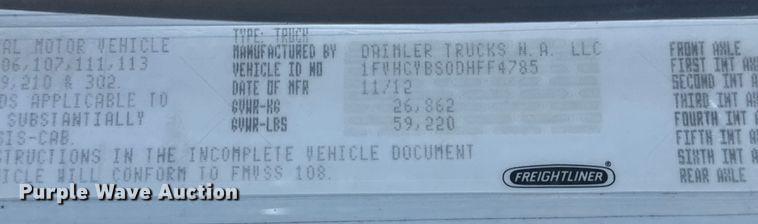 AL MOTOR VEHICLE
06,107,111,113
9,210 & 302.
DS APPLICABLE TO
SUBSTANTIALLY
SIS-CAB.
STRUCTIONS IN THE INCOMPLETE VEHICLE DOCUMENT
ICLE WILL CONFORM TO FMVSS 108.
TYPE: TRUCK
MANUFACTURED BY DAIMLER TRUCKS N.A. LLC
VEHICLE ID NO 1FVHCYBS0DHFF4785
DATE OF MFR 11/12
GVWR-KG 26,862
GVWR-LBS 59,220
FRONT AXLE
FIRST INT AX
SECOND INT A
THIRD INT AX
FOURTH INT A
FIFTH INT A
SIXTH INT A
REAR AXLE
FREIGHTLINER
Purple Wave Auction